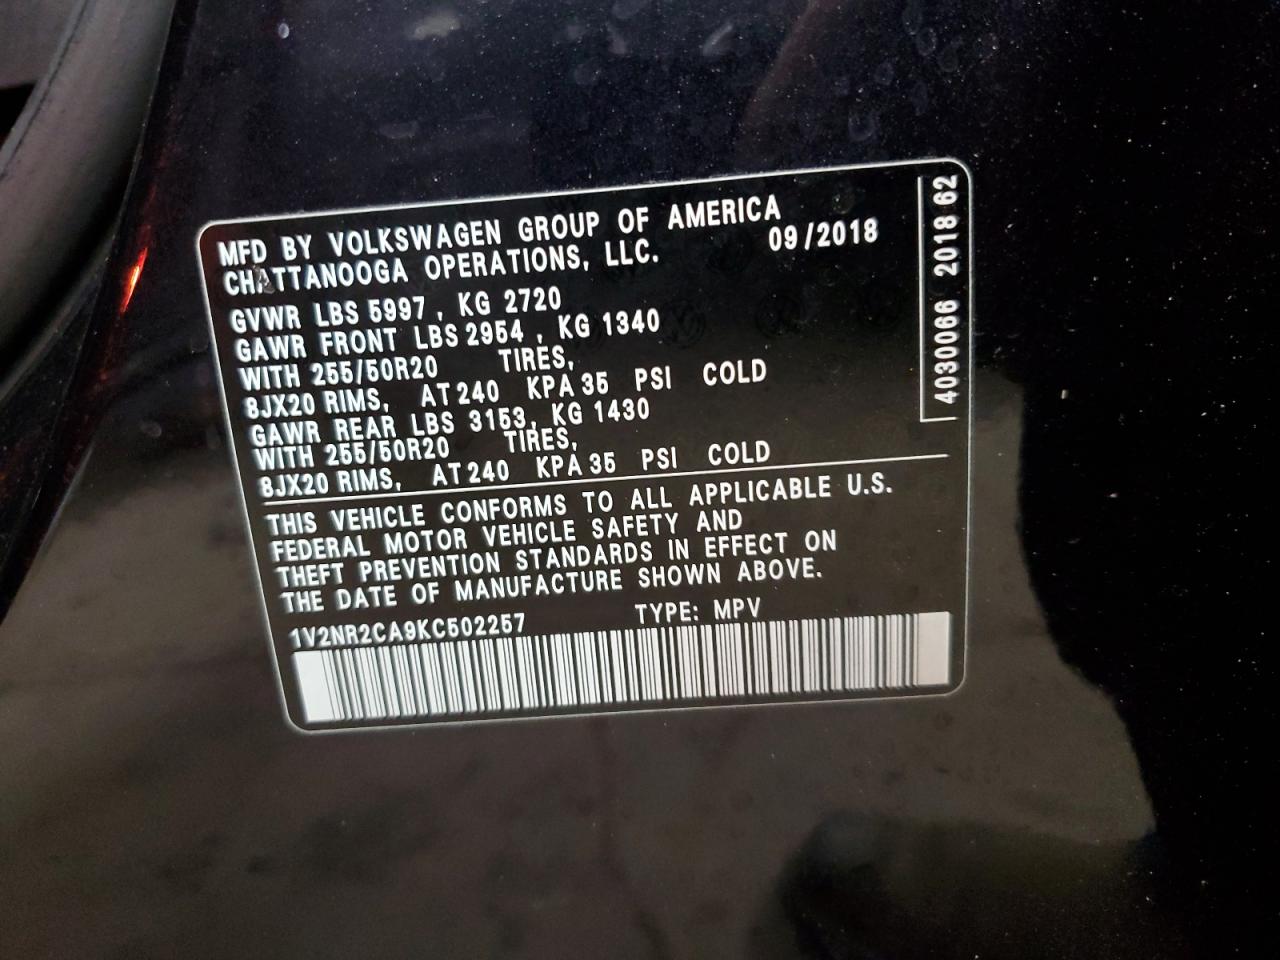 MFD BY VOLKSWAGEN GROUP OF AMERICA
CHATTANOOGA OPERATIONS, LLC. 09/2018
GVWR LBS 5997 , KG 2720
GAWR FRONT LBS 2954 , KG 1340
WITH 255/50R20 TIRES,
8JX20 RIMS, AT 240 KPA 35 PSI COLD
GAWR REAR LBS 3153, KG 1430
WITH 255/50R20 TIRES,
8JX20 RIMS, AT 240 KPA 35 PSI COLD
THIS VEHICLE CONFORMS TO ALL APPLICABLE U.S.
FEDERAL MOTOR VEHICLE SAFETY AND
THEFT PREVENTION STANDARDS IN EFFECT ON
THE DATE OF MANUFACTURE SHOWN ABOVE.
1V2NR2CA9KC502257 TYPE: MPV
4030066 2018 62